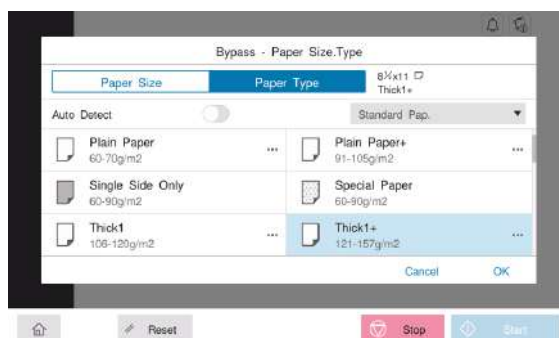 Bypass - Paper Size.Type
Paper Size
Paper Type
8½x11
Thick1+
Auto Detect
Standard Pap.
Plain Paper
60-70g/m2
Plain Paper+
91-105g/m2
Single Side Only
60-90g/m2
Special Paper
60-90g/m2
Thick1
106-120g/m2
Thick1+
121-157g/m2
Cancel
OK
Reset
Stop
Start